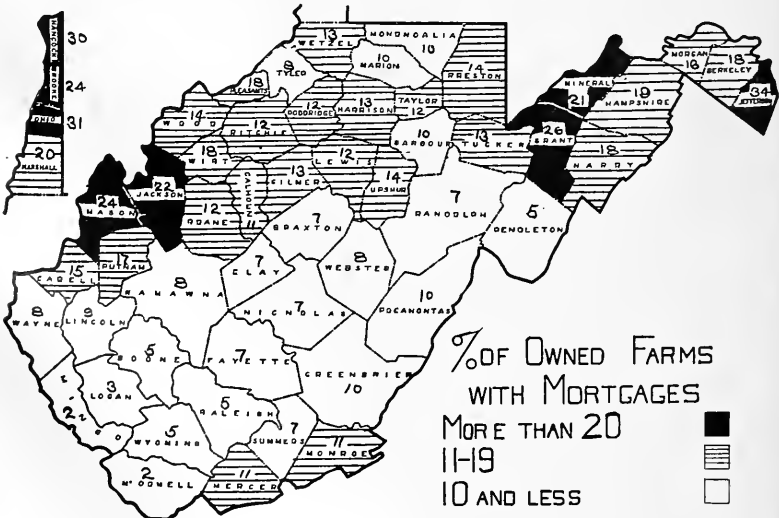 HANCOCK
30
BROOKE
24
OHIO
31
20
MARSHALL
13
WETZEL
MONONGALIA
10
10
MARION
14
PRESTON
8
TYLER
18
PLEASANTS
14
WOOD
12
RITCHIE
12
DODDRIDGE
13
HARRISON
TAYLOR
12
10
BARBOUR
13
TUCKER
MINERAL
21
26
GRANT
19
HAMPSHIRE
MORGAN
16
18
BERKELEY
34
JEFFERSON
18
HARDY
18
WIRT
22
JACKSON
24
MASON
12
ROANE
CALHOUN
11
13
GILMER
12
LEWIS
14
UPSHUR
7
RANDOLPH
5
PENDLETON
7
BRAXTON
8
WEBSTER
10
POCAHONTAS
17
PUTNAM
15
CABELL
8
KANAWHA
7
CLAY
7
NICHOLAS
8
WAYNE
9
LINCOLN
5
BOONE
7
FAYETTE
GREENBRIER
10
3
LOGAN
2
MINGO
5
WYOMING
5
RALEIGH
7
SUMMERS
11
MONROE
2
McDOWELL
11
MERCER
% OF OWNED FARMS
WITH MORTGAGES
MORE THAN 20
11-19
10 AND LESS